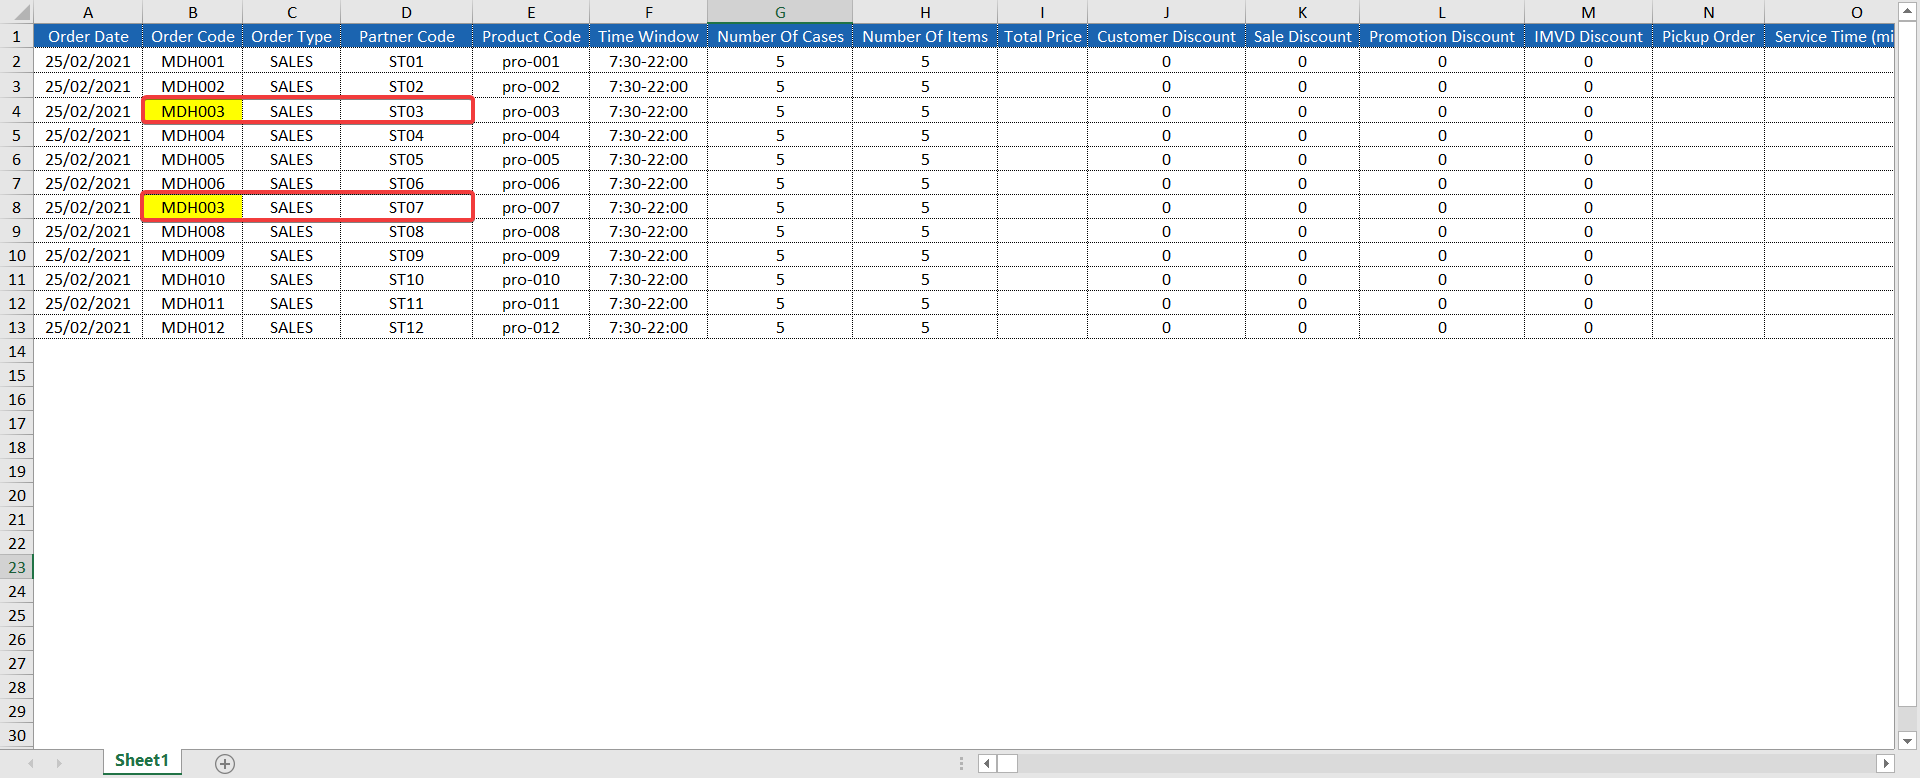 A B C D E F G H I J K L M N O
1 Order Date Order Code Order Type Partner Code Product Code Time Window Number Of Cases Number Of Items Total Price Customer Discount Sale Discount Promotion Discount IMVD Discount Pickup Order Service Time (mi
2 25/02/2021 MDH001 SALES ST01 pro-001 7:30-22:00 5 5 0 0 0 0
3 25/02/2021 MDH002 SALES ST02 pro-002 7:30-22:00 5 5 0 0 0 0
4 25/02/2021 MDH003 SALES ST03 pro-003 7:30-22:00 5 5 0 0 0 0
5 25/02/2021 MDH004 SALES ST04 pro-004 7:30-22:00 5 5 0 0 0 0
6 25/02/2021 MDH005 SALES ST05 pro-005 7:30-22:00 5 5 0 0 0 0
7 25/02/2021 MDH006 SALES ST06 pro-006 7:30-22:00 5 5 0 0 0 0
8 25/02/2021 MDH003 SALES ST07 pro-007 7:30-22:00 5 5 0 0 0 0
9 25/02/2021 MDH008 SALES ST08 pro-008 7:30-22:00 5 5 0 0 0 0
10 25/02/2021 MDH009 SALES ST09 pro-009 7:30-22:00 5 5 0 0 0 0
11 25/02/2021 MDH010 SALES ST10 pro-010 7:30-22:00 5 5 0 0 0 0
12 25/02/2021 MDH011 SALES ST11 pro-011 7:30-22:00 5 5 0 0 0 0
13 25/02/2021 MDH012 SALES ST12 pro-012 7:30-22:00 5 5 0 0 0 0
14
15
16
17
18
19
20
21
22
23
24
25
26
27
28
29
30
Sheet1